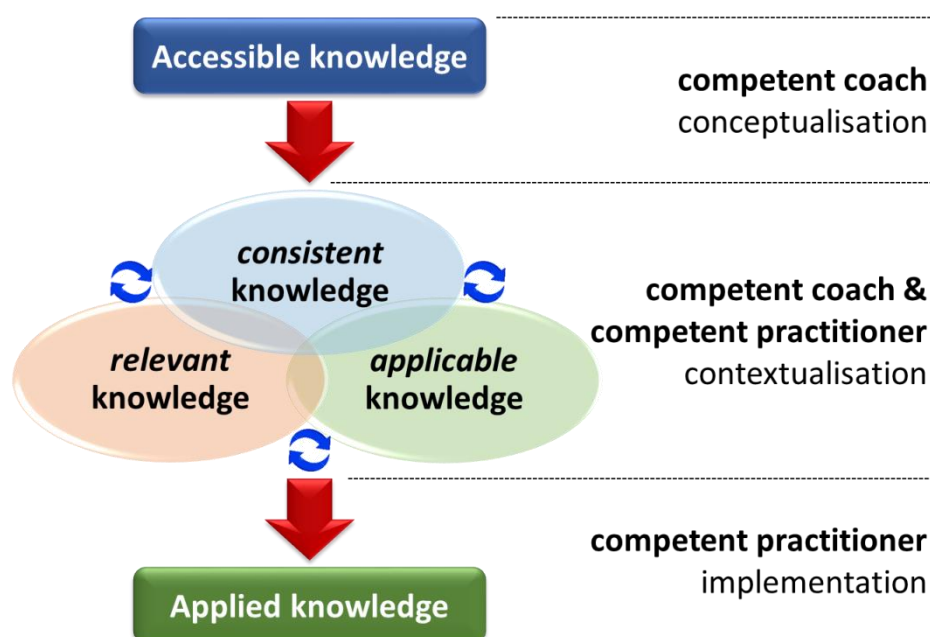 Accessible knowledge
competent coach
conceptualisation
consistent
knowledge
competent coach &
competent practitioner
contextualisation
relevant
knowledge
applicable
knowledge
competent practitioner
implementation
Applied knowledge